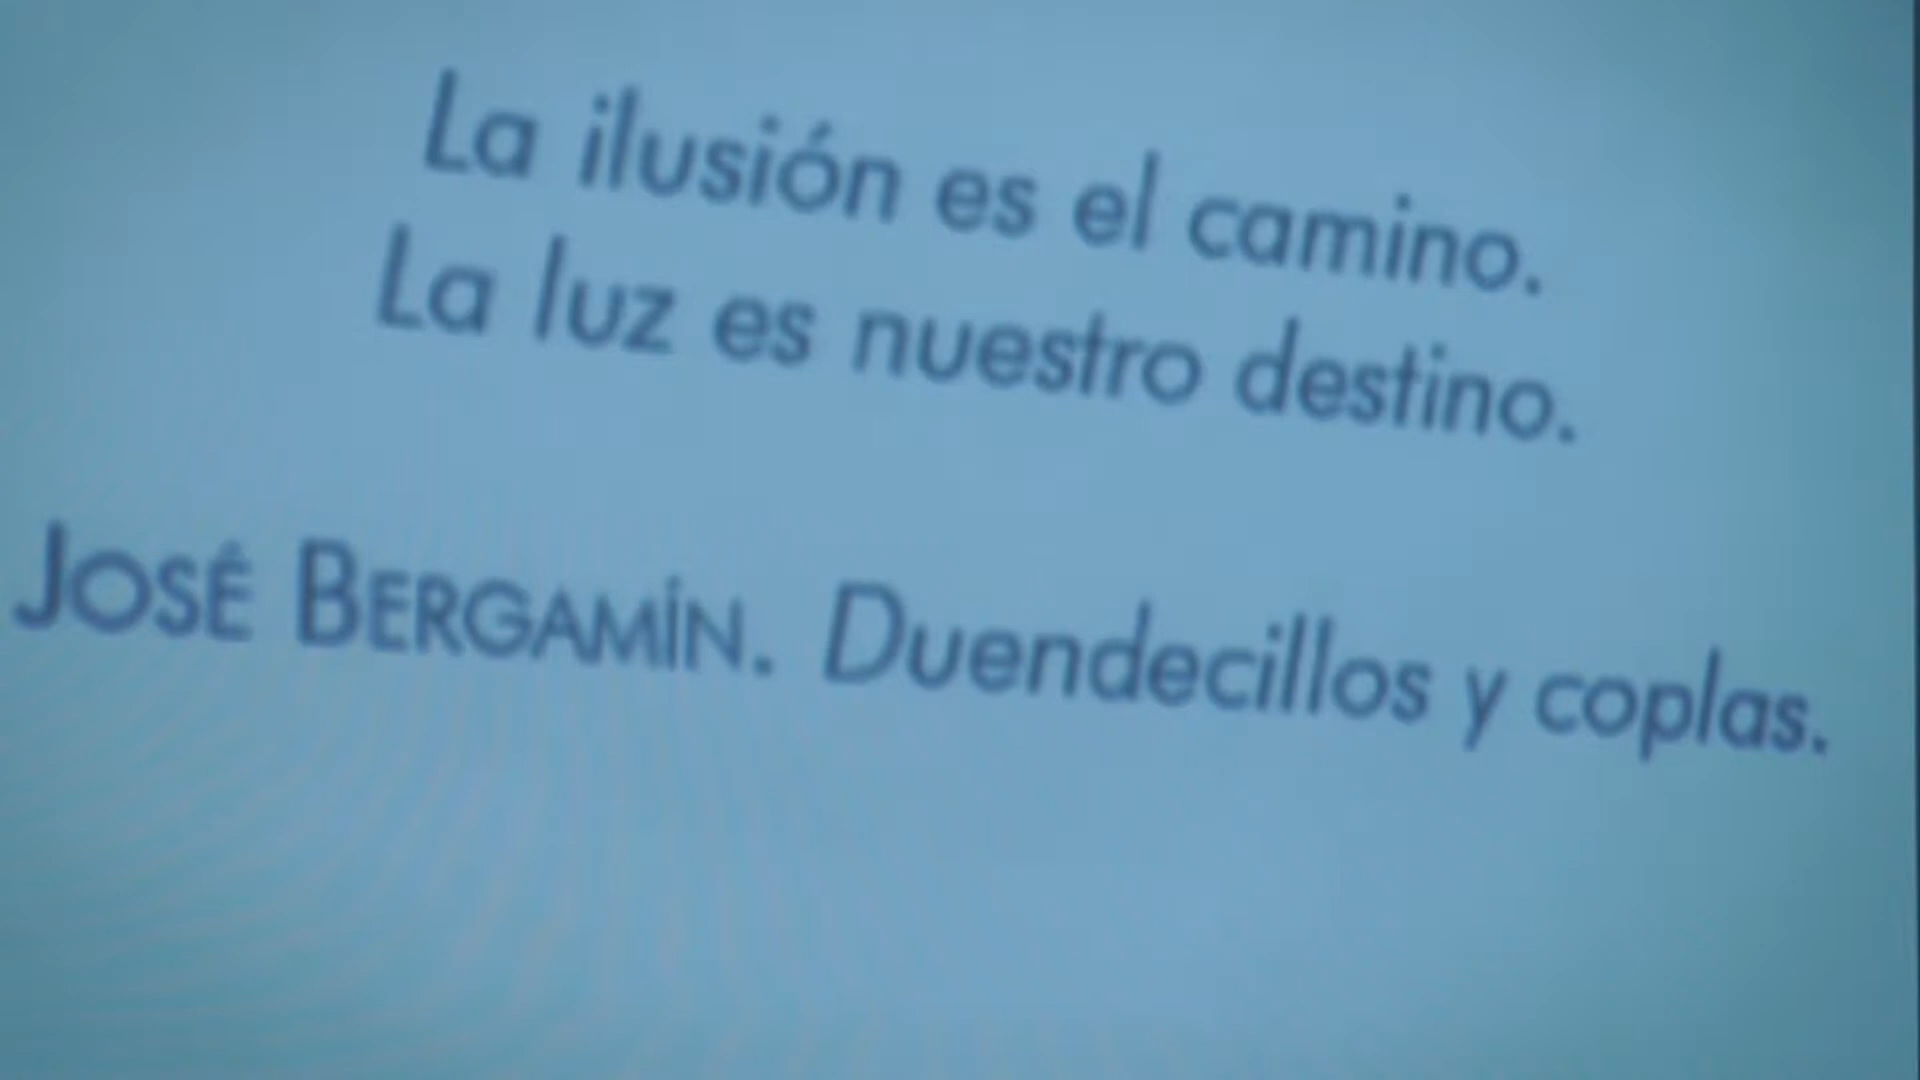 La ilusión es el camino.
La luz es nuestro destino.
JOSÉ BERGAMÍN. Duendecillos y coplas.